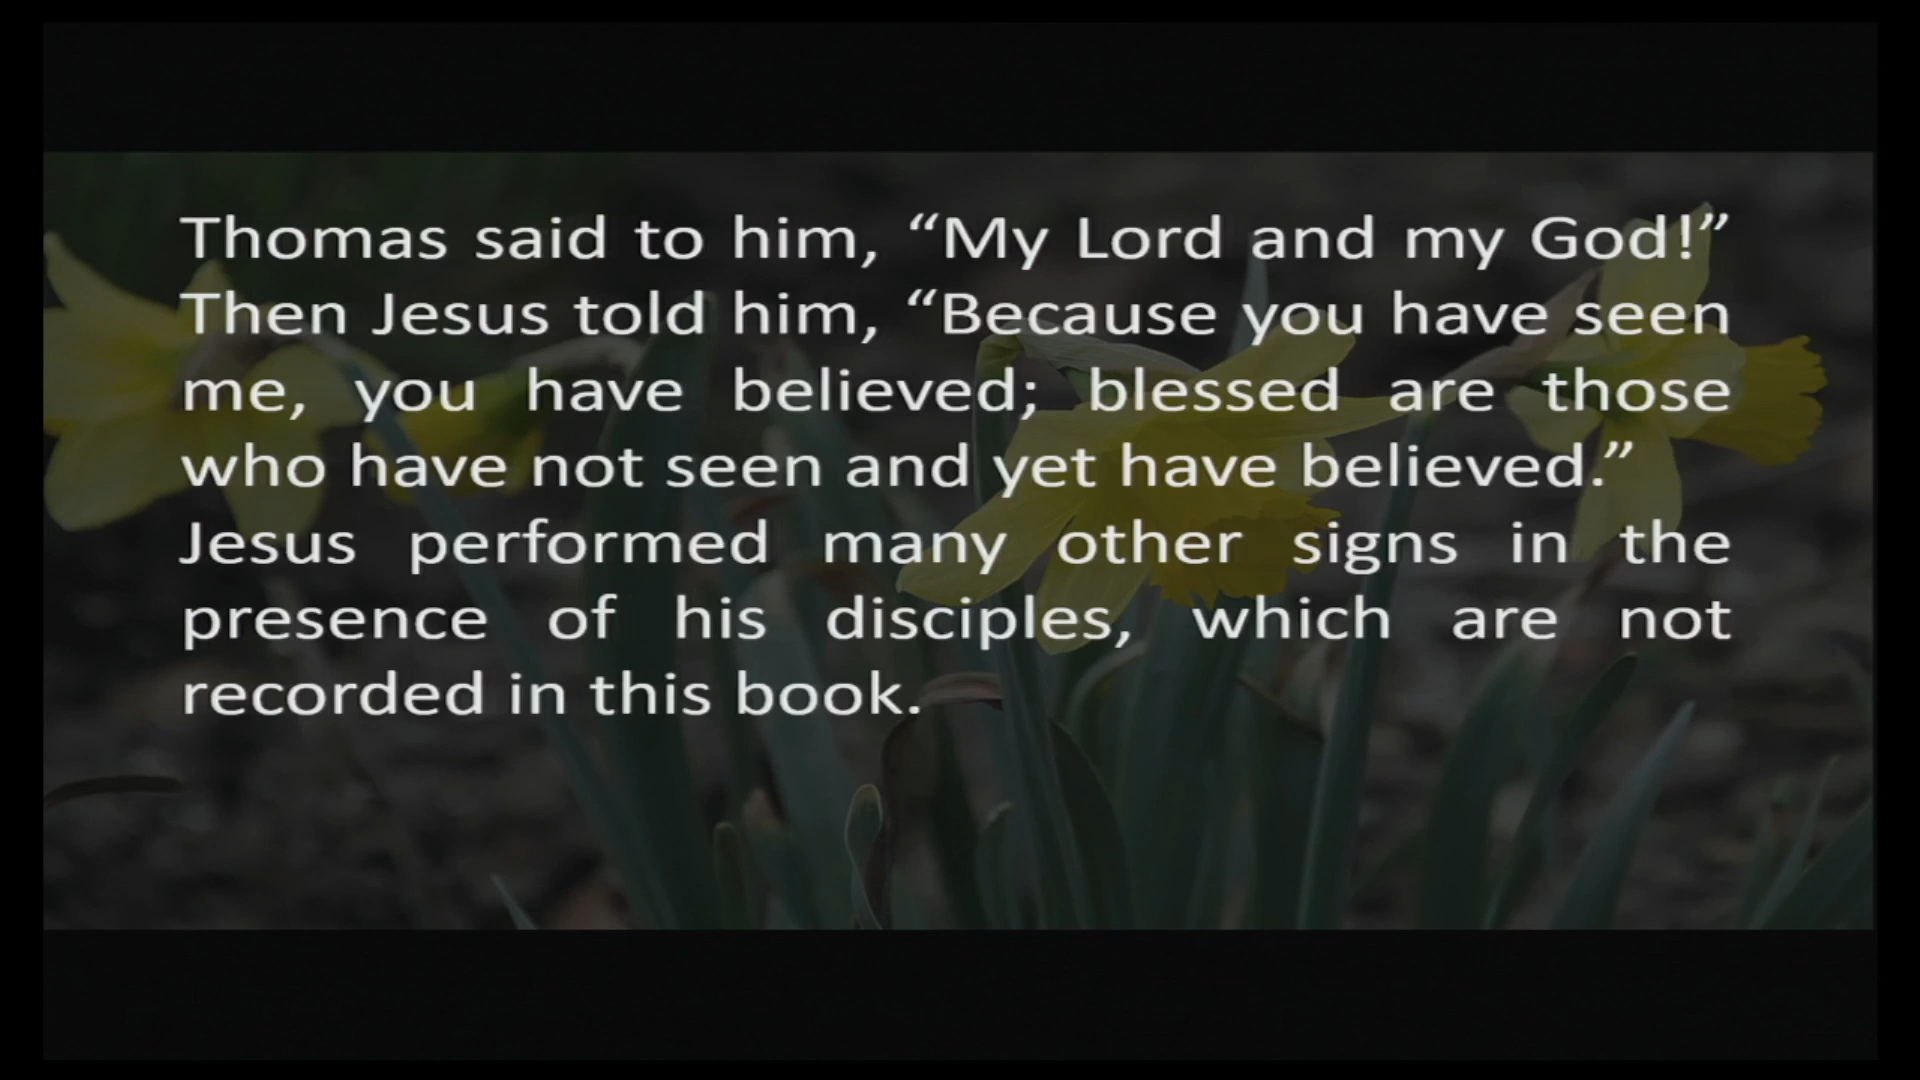 Thomas said to him, “My Lord and my God!”
Then Jesus told him, “Because you have seen
me, you have believed; blessed are those
who have not seen and yet have believed.”
Jesus performed many other signs in the
presence of his disciples, which are not
recorded in this book.